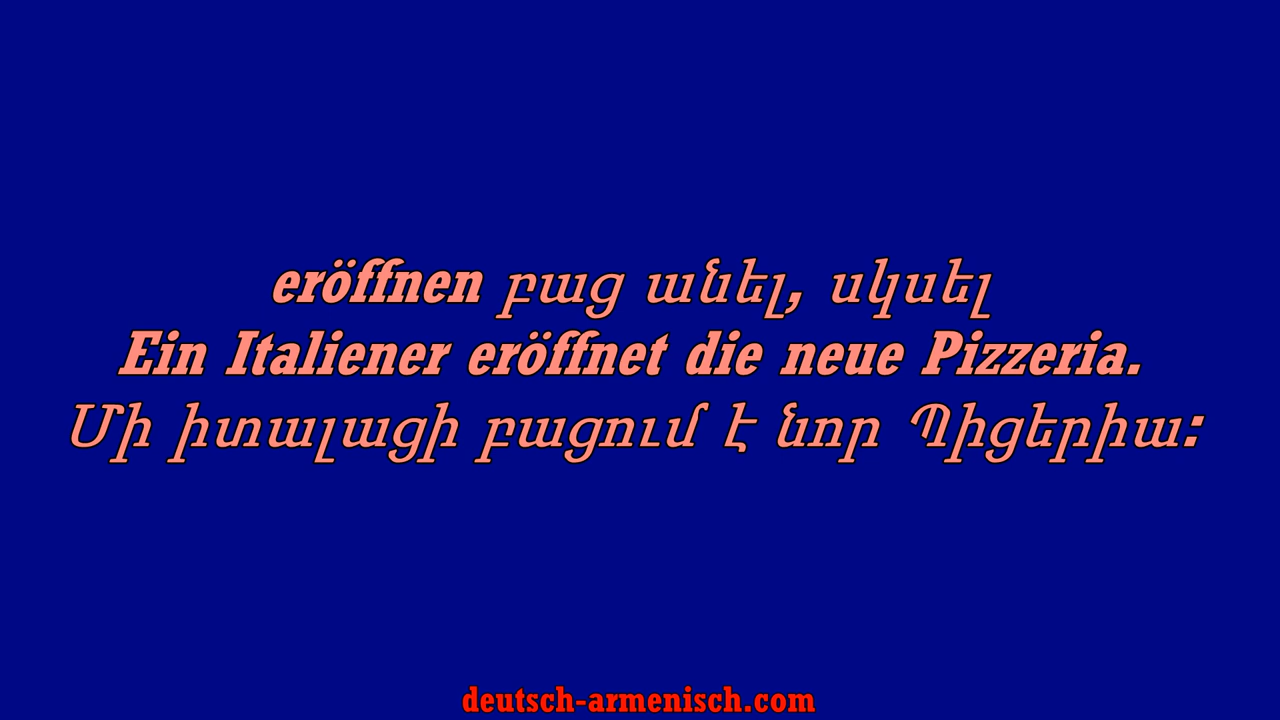 eröffnen բաց անել, սկսել
Ein Italiener eröffnet die neue Pizzeria.
Մի իտալացի բացում է նոր Պիցերիա:
deutsch-armenisch.com